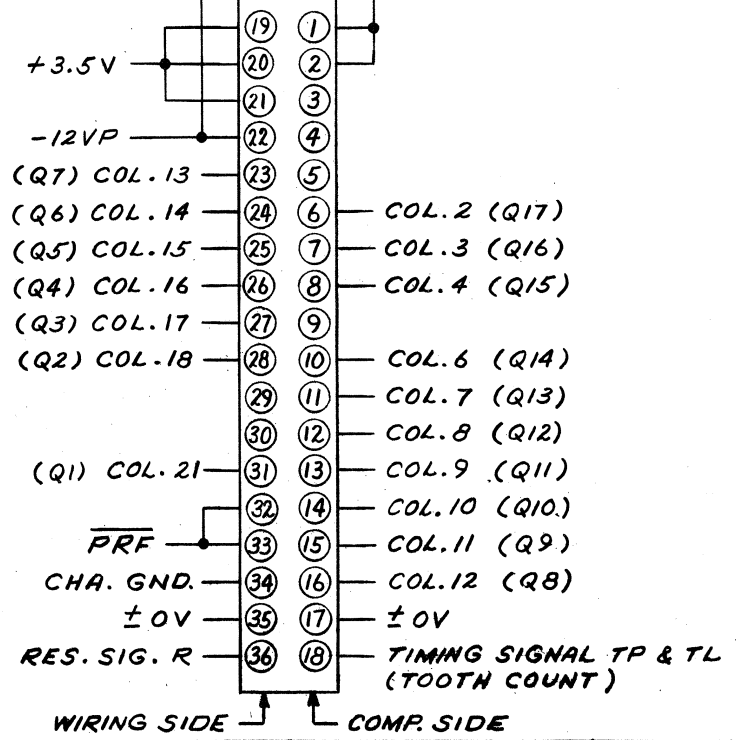 19 1
+3.5V 20 2
21 3
-12VP 22 4
(Q7) COL.13 23 5
(Q6) COL.14 24 6 COL.2 (Q17)
(Q5) COL.15 25 7 COL.3 (Q16)
(Q4) COL.16 26 8 COL.4 (Q15)
(Q3) COL.17 27 9
(Q2) COL.18 28 10 COL.6 (Q14)
29 11 COL.7 (Q13)
30 12 COL.8 (Q12)
(Q1) COL.21 31 13 COL.9 (Q11)
32 14 COL.10 (Q10)
PRF 33 15 COL.11 (Q9)
CHA. GND. 34 16 COL.12 (Q8)
±0V 35 17 ±0V
RES. SIG. R 36 18 TIMING SIGNAL TP & TL
(TOOTH COUNT)
WIRING SIDE COMP. SIDE